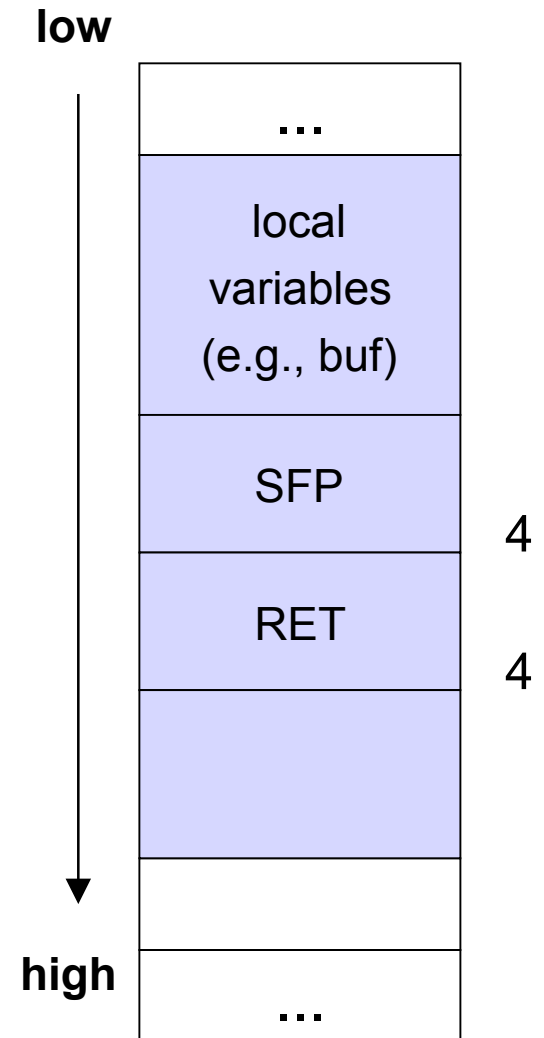 low
...
local
variables
(e.g., buf)
SFP
4
RET
4
high
...